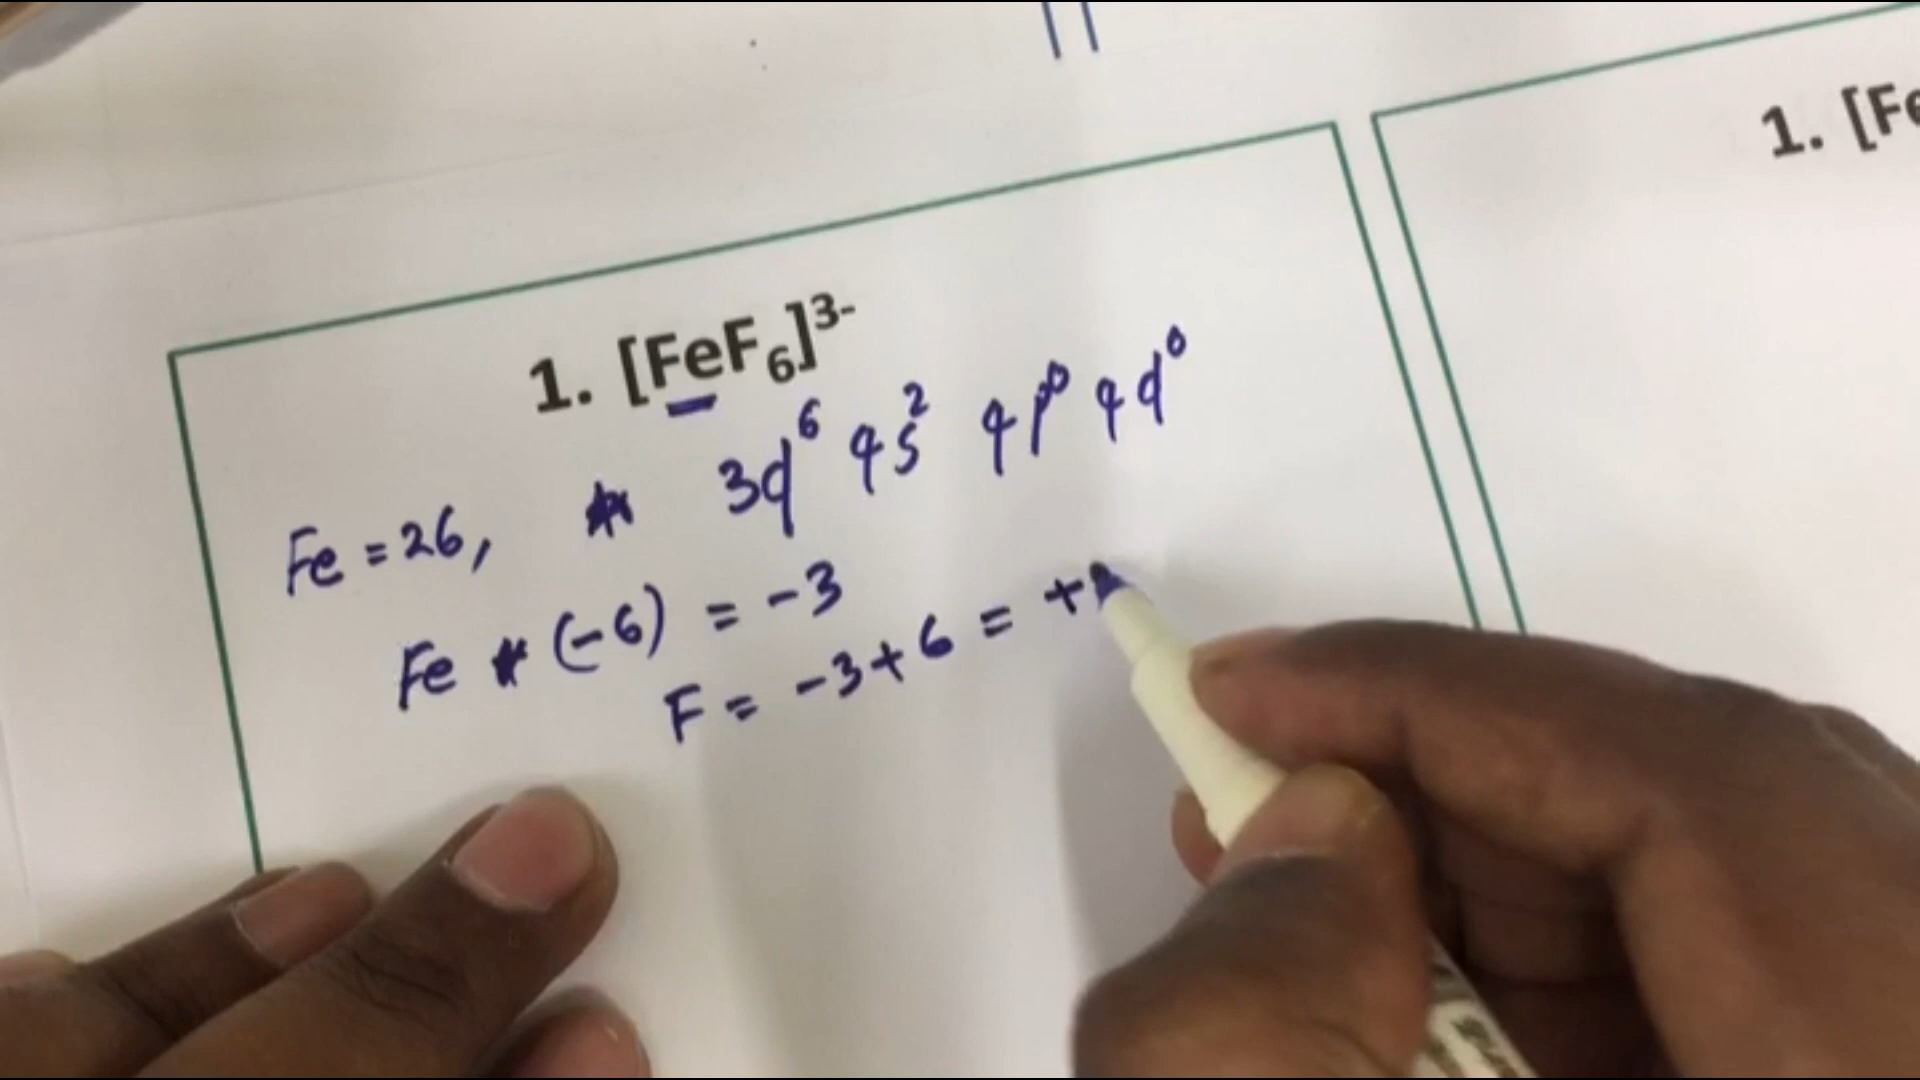 1. [FeF₆]³⁻
1. [Fe
Fe = 26, 3d⁶ 4s² 4p⁰ 4d⁰
Fe (-6) = -3
F = -3+6 = +